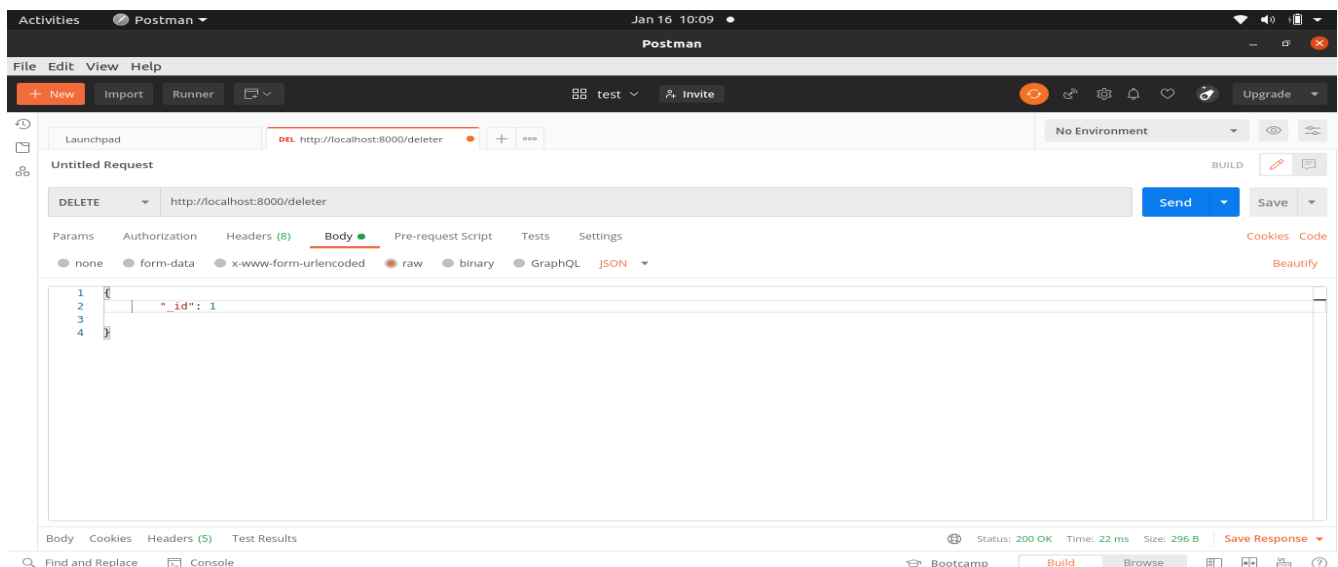 Activities Postman Jan 16 10:09
Postman
File Edit View Help
+ New Import Runner test Invite Upgrade
Launchpad DEL http://localhost:8000/deleter + ooo No Environment
Untitled Request BUILD
DELETE http://localhost:8000/deleter Send Save
Params Authorization Headers (8) Body Pre-request Script Tests Settings Cookies Code
none form-data x-www-form-urlencoded raw binary GraphQL JSON Beautify
1 {
2 "_id": 1
3
4 }
Body Cookies Headers (5) Test Results Status: 200 OK Time: 22 ms Size: 296 B Save Response
Find and Replace Console Bootcamp Build Browse